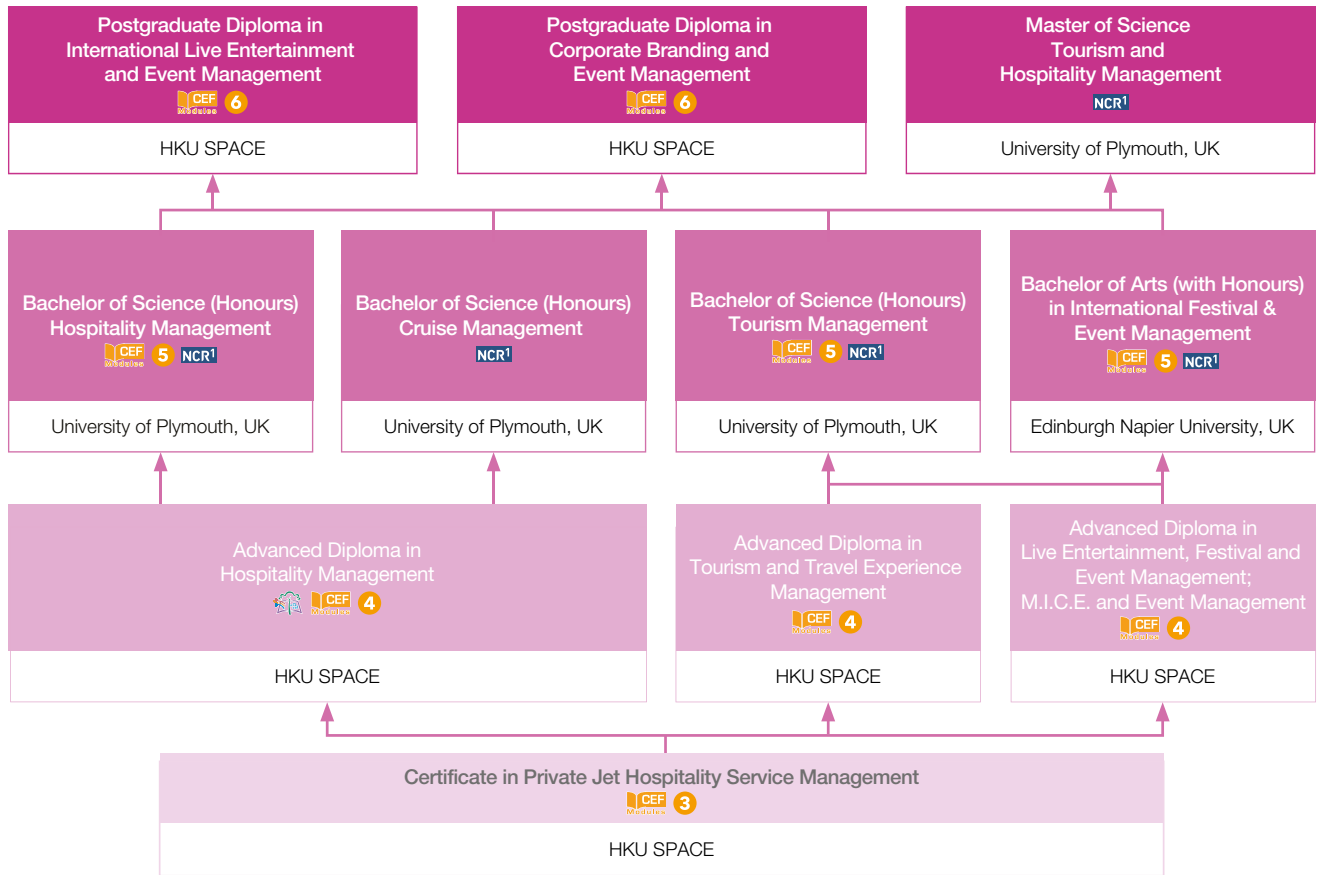 Postgraduate Diploma in
International Live Entertainment
and Event Management
CEF
Modules
6
HKU SPACE
Postgraduate Diploma in
Corporate Branding and
Event Management
CEF
Modules
6
HKU SPACE
Master of Science
Tourism and
Hospitality Management
NCR¹
University of Plymouth, UK
Bachelor of Science (Honours)
Hospitality Management
CEF
Modules
5
NCR¹
University of Plymouth, UK
Bachelor of Science (Honours)
Cruise Management
NCR¹
University of Plymouth, UK
Bachelor of Science (Honours)
Tourism Management
CEF
Modules
5
NCR¹
University of Plymouth, UK
Bachelor of Arts (with Honours)
in International Festival &
Event Management
CEF
Modules
5
NCR¹
Edinburgh Napier University, UK
Advanced Diploma in
Hospitality Management
CEF
Modules
4
HKU SPACE
Advanced Diploma in
Tourism and Travel Experience
Management
CEF
Modules
4
HKU SPACE
Advanced Diploma in
Live Entertainment, Festival and
Event Management;
M.I.C.E. and Event Management
CEF
Modules
4
HKU SPACE
Certificate in Private Jet Hospitality Service Management
CEF
Modules
3
HKU SPACE